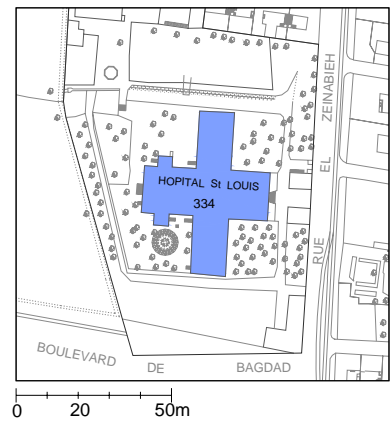 RUE EL ZEINABIEH
HOPITAL St LOUIS
334
BOULEVARD DE BAGDAD
0 20 50m